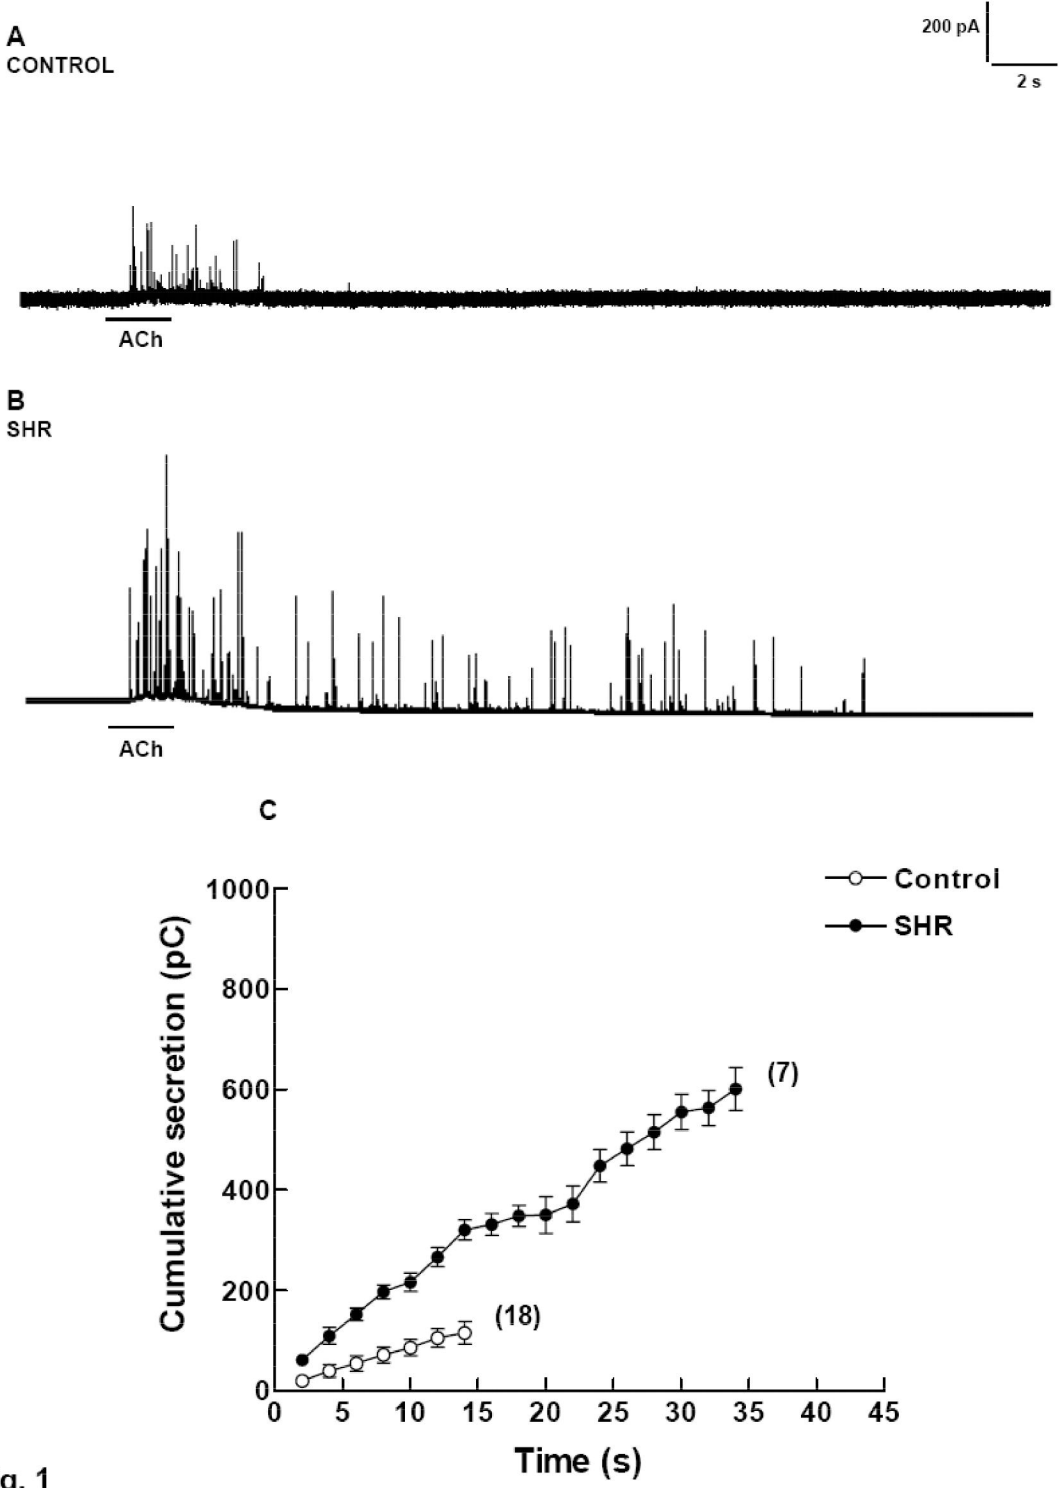 A
CONTROL
200 pA
2 s
ACh
B
SHR
ACh
C
Control
SHR
Cumulative secretion (pC)
1000
800
600
400
200
0
(7)
(18)
0 5 10 15 20 25 30 35 40 45
Time (s)
g. 1